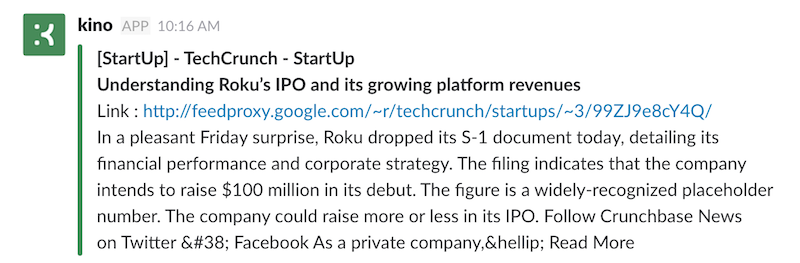 kino APP 10:16 AM
[StartUp] - TechCrunch - StartUp
Understanding Roku’s IPO and its growing platform revenues
Link : http://feedproxy.google.com/~r/techcrunch/startups/~3/99ZJ9e8cY4Q/
In a pleasant Friday surprise, Roku dropped its S-1 document today, detailing its
financial performance and corporate strategy. The filing indicates that the company
intends to raise $100 million in its debut. The figure is a widely-recognized placeholder
number. The company could raise more or less in its IPO. Follow Crunchbase News
on Twitter &#38; Facebook As a private company,&hellip; Read More